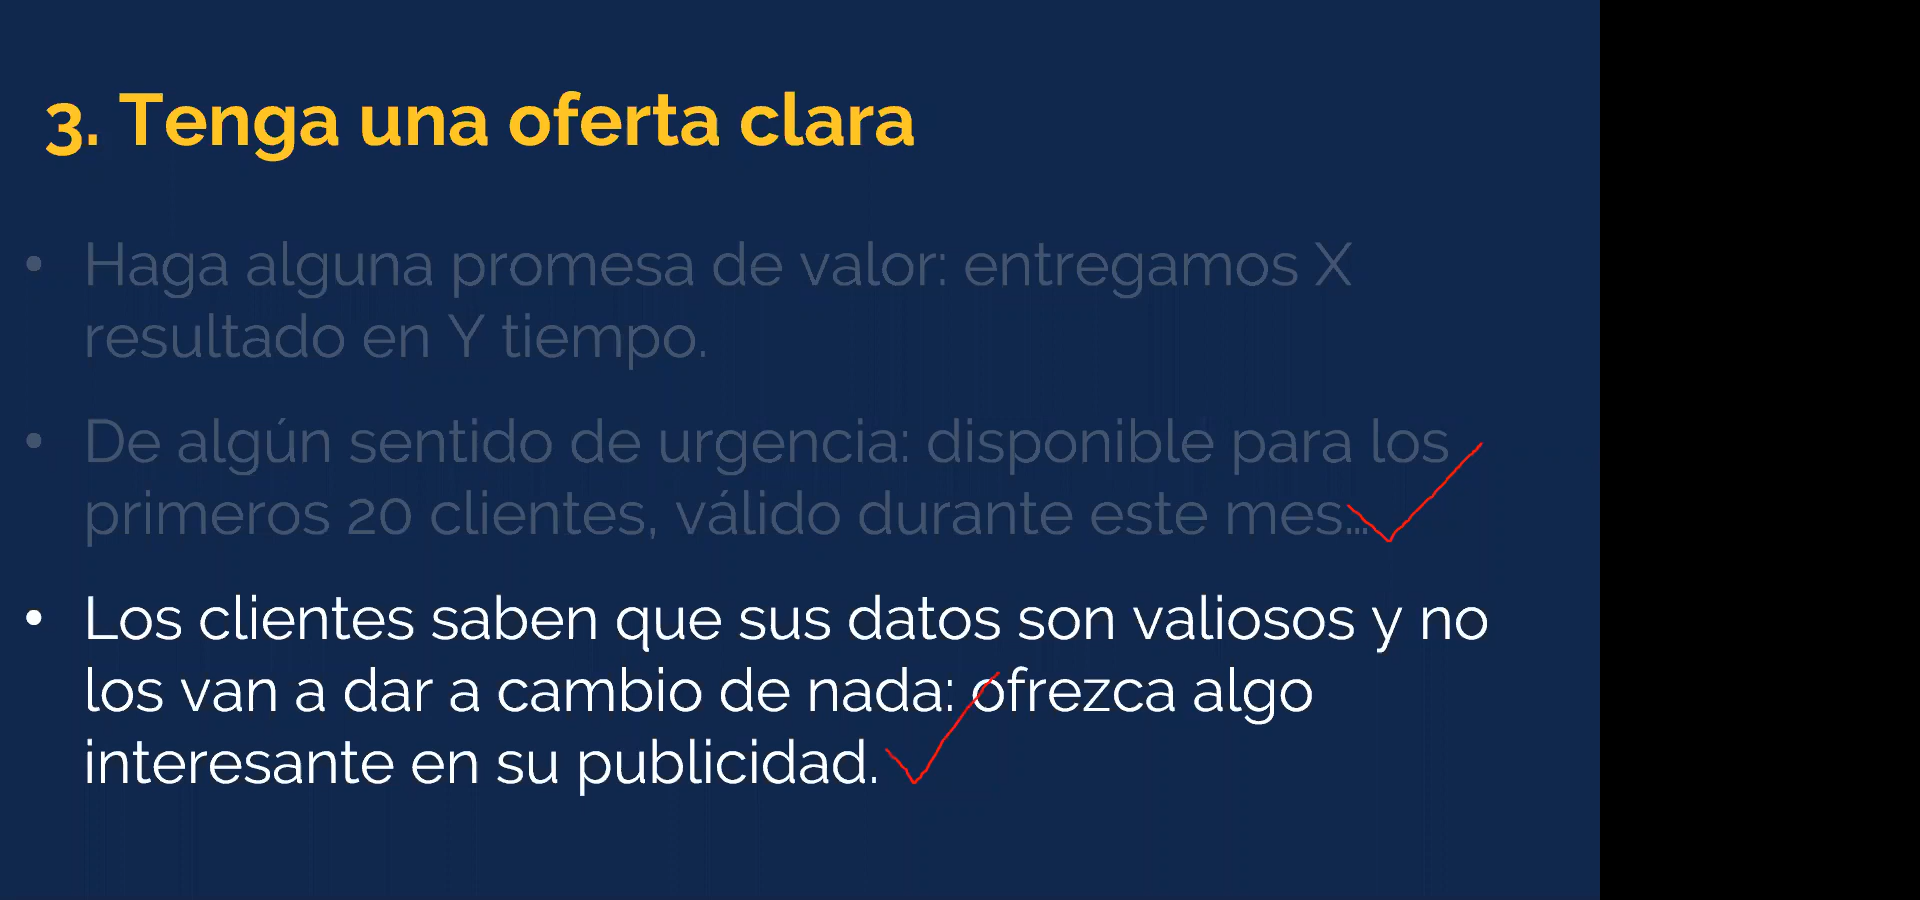 3. Tenga una oferta clara
• Haga alguna promesa de valor: entregamos X
resultado en Y tiempo.
• De algún sentido de urgencia: disponible para los
primeros 20 clientes, válido durante este mes...
• Los clientes saben que sus datos son valiosos y no
los van a dar a cambio de nada: ofrezca algo
interesante en su publicidad.